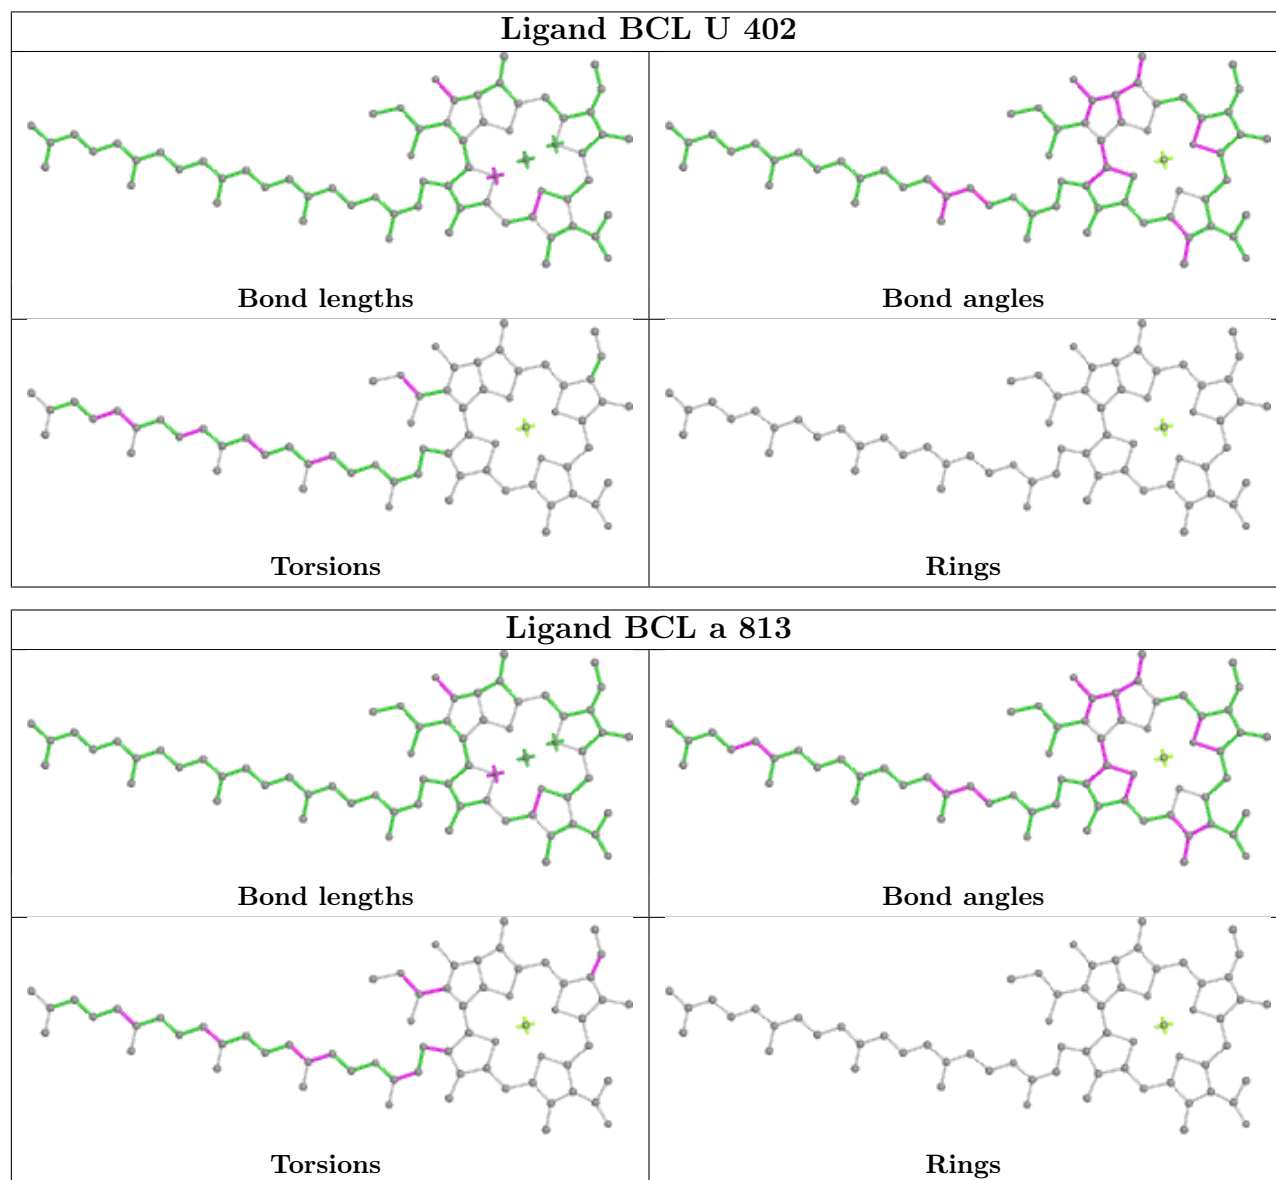 Ligand BCL U 402
Bond lengths
Bond angles
Torsions
Rings
Ligand BCL a 813
Bond lengths
Bond angles
Torsions
Rings